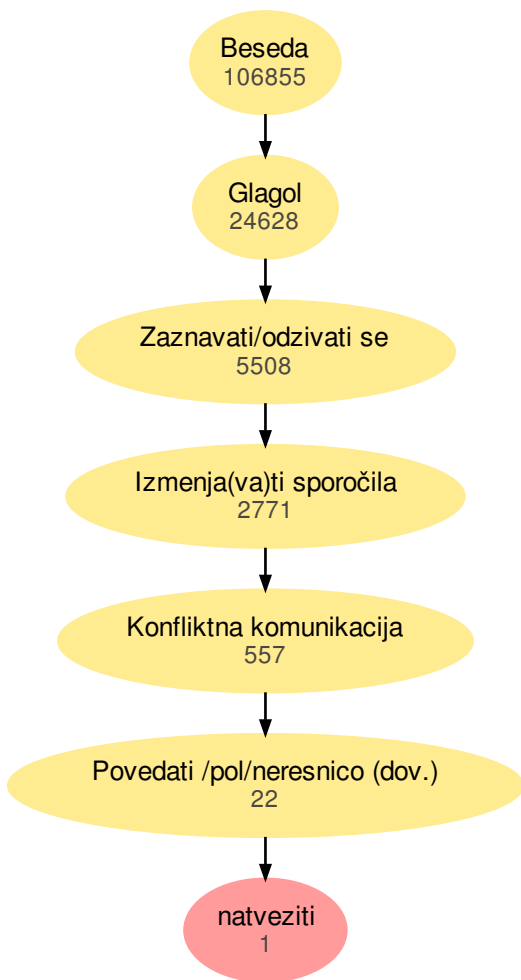 Beseda
106855
Glagol
24628
Zaznavati/odzivati se
5508
Izmenja(va)ti sporočila
2771
Konfliktna komunikacija
557
Povedati /pol/neresnico (dov.)
22
natveziti
1